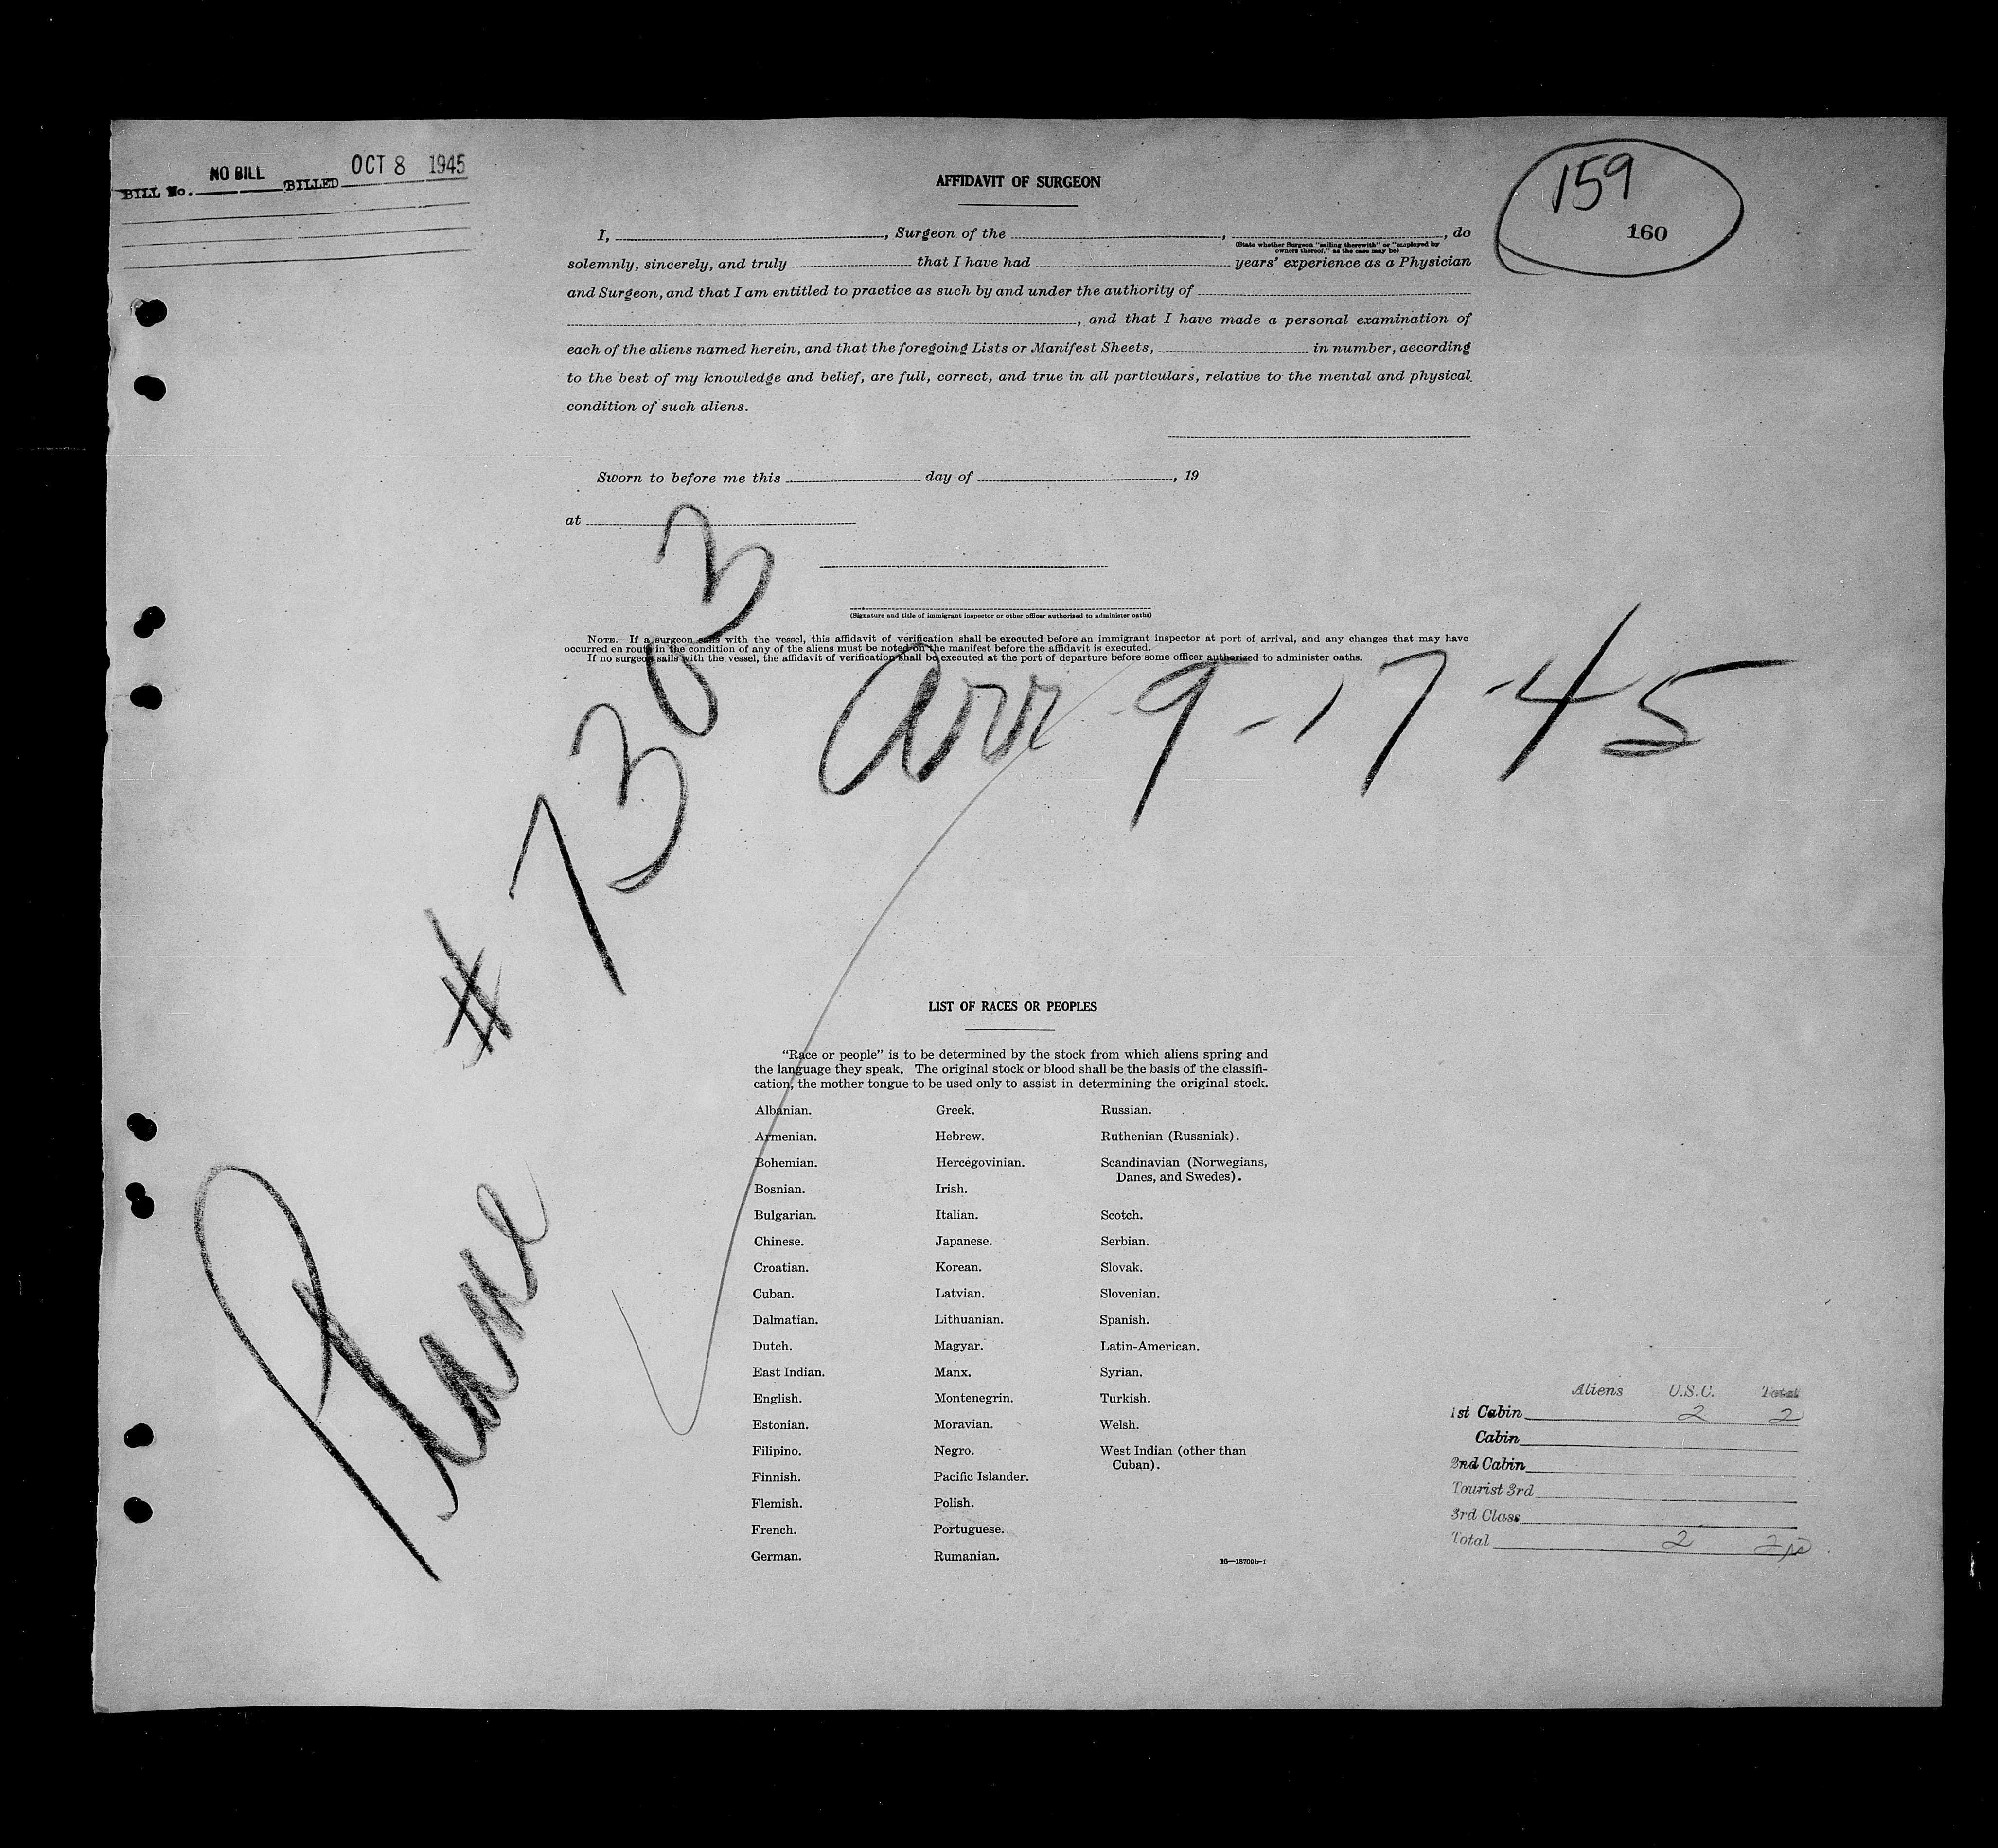 BILL No. NO BILL BILLED OCT 8 1945
159
160
AFFIDAVIT OF SURGEON
I, , Surgeon of the , , do
(State whether Surgeon "sailing therewith" or "employed by
owners thereof," as the case may be)
solemnly, sincerely, and truly that I have had years' experience as a Physician
and Surgeon, and that I am entitled to practice as such by and under the authority of
, and that I have made a personal examination of
each of the aliens named herein, and that the foregoing Lists or Manifest Sheets, in number, according
to the best of my knowledge and belief, are full, correct, and true in all particulars, relative to the mental and physical
condition of such aliens.
Sworn to before me this day of , 19
at
(Signature and title of immigrant inspector or other officer authorized to administer oaths)
NOTE.—If a surgeon sails with the vessel, this affidavit of verification shall be executed before an immigrant inspector at port of arrival, and any changes that may have
occurred en route in the condition of any of the aliens must be noted on the manifest before the affidavit is executed.
If no surgeon sails with the vessel, the affidavit of verification shall be executed at the port of departure before some officer authorized to administer oaths.
Plane # 7303
Arr 9-17-45
LIST OF RACES OR PEOPLES
"Race or people" is to be determined by the stock from which aliens spring and
the language they speak. The original stock or blood shall be the basis of the classifi-
cation, the mother tongue to be used only to assist in determining the original stock.
Albanian.
Armenian.
Bohemian.
Bosnian.
Bulgarian.
Chinese.
Croatian.
Cuban.
Dalmatian.
Dutch.
East Indian.
English.
Estonian.
Filipino.
Finnish.
Flemish.
French.
German.
Greek.
Hebrew.
Hercegovinian.
Irish.
Italian.
Japanese.
Korean.
Latvian.
Lithuanian.
Magyar.
Manx.
Montenegrin.
Moravian.
Negro.
Pacific Islander.
Polish.
Portuguese.
Rumanian.
Russian.
Ruthenian (Russniak).
Scandinavian (Norwegians,
Danes, and Swedes).
Scotch.
Serbian.
Slovak.
Slovenian.
Spanish.
Latin-American.
Syrian.
Turkish.
Welsh.
West Indian (other than
Cuban).
16—18700b-1
Aliens U.S.C. Total
1st Cabin 2 2
Cabin
2nd Cabin
Tourist 3rd
3rd Class
Total 2 2